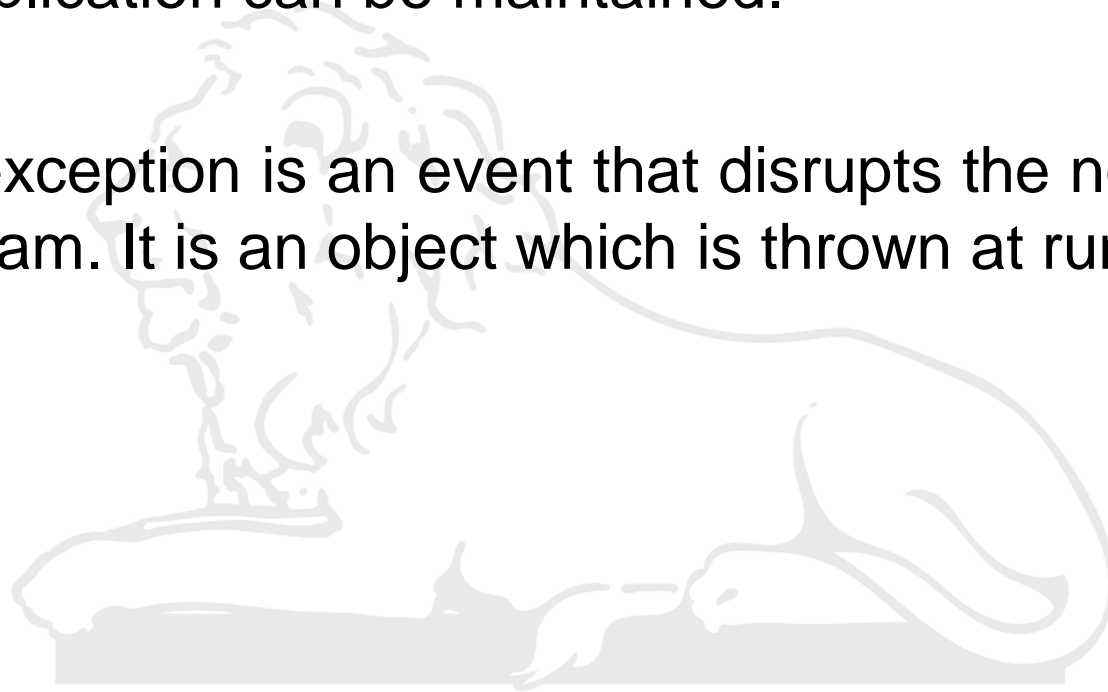 plication can be maintained.
exception is an event that disrupts the n
am. It is an object which is thrown at ru